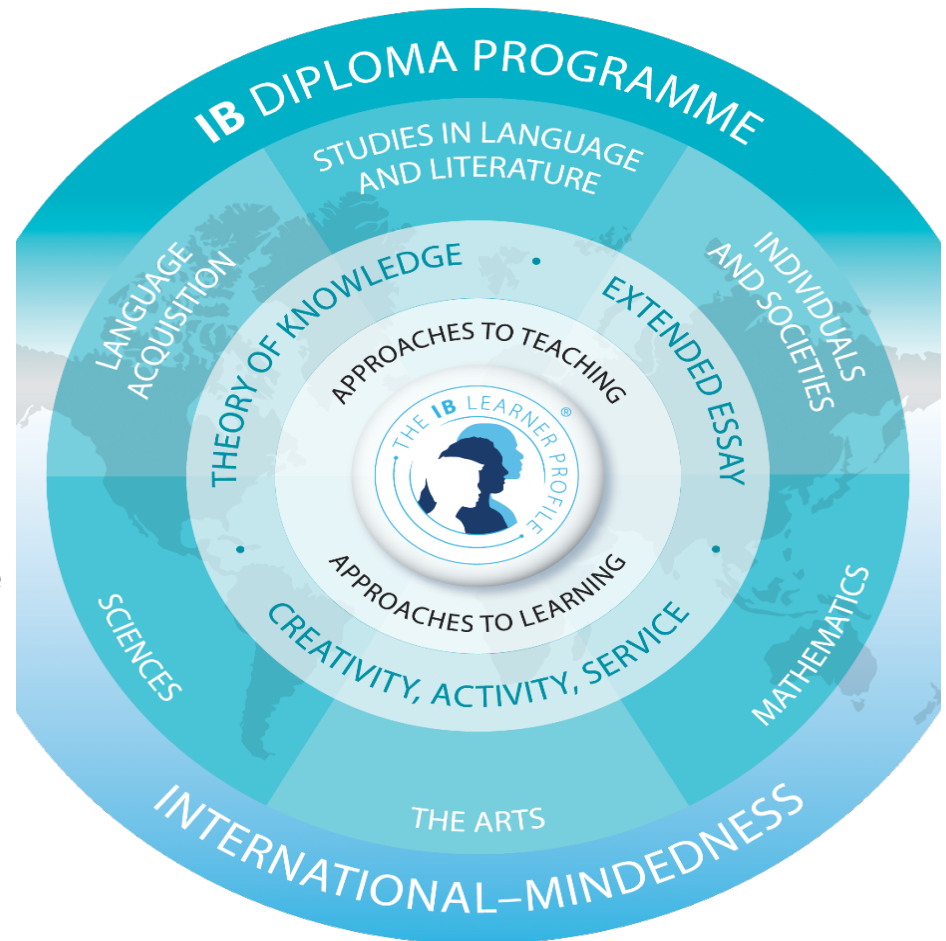 IB DIPLOMA PROGRAMME
STUDIES IN LANGUAGE
AND LITERATURE
LANGUAGE
ACQUISITION
INDIVIDUALS
AND SOCIETIES
THEORY OF KNOWLEDGE
•
EXTENDED ESSAY
APPROACHES TO TEACHING
THE IB LEARNER PROFILE
®
APPROACHES TO LEARNING
•
CREATIVITY, ACTIVITY, SERVICE
•
SCIENCES
MATHEMATICS
THE ARTS
INTERNATIONAL–MINDEDNESS